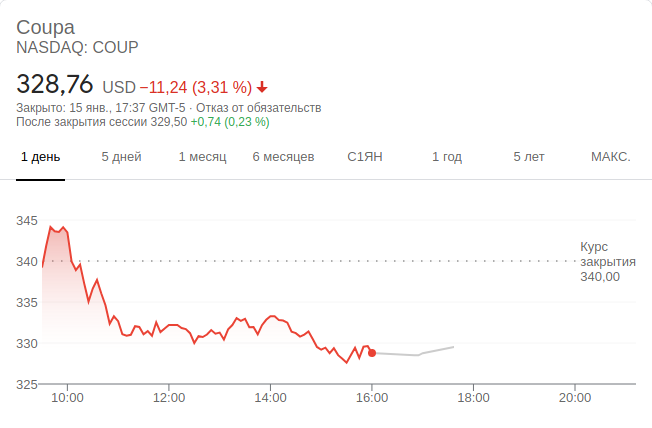 Coupa
NASDAQ: COUP
328,76 USD −11,24 (3,31 %)
Закрыто: 15 янв., 17:37 GMT-5 · Отказ от обязательств
После закрытия сессии 329,50 +0,74 (0,23 %)
1 день 5 дней 1 месяц 6 месяцев С1ЯН 1 год 5 лет МАКС.
345
Курс
340 закрытия
340,00
335
330
325
10:00 12:00 14:00 16:00 18:00 20:00